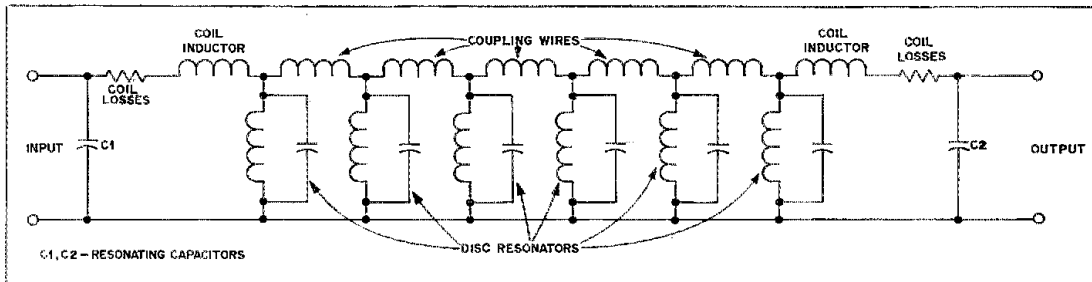 COIL
INDUCTOR
COUPLING WIRES
COIL
INDUCTOR
COIL
LOSSES
COIL
LOSSES
INPUT
C1
C2
OUTPUT
DISC RESONATORS
C1, C2 – RESONATING CAPACITORS